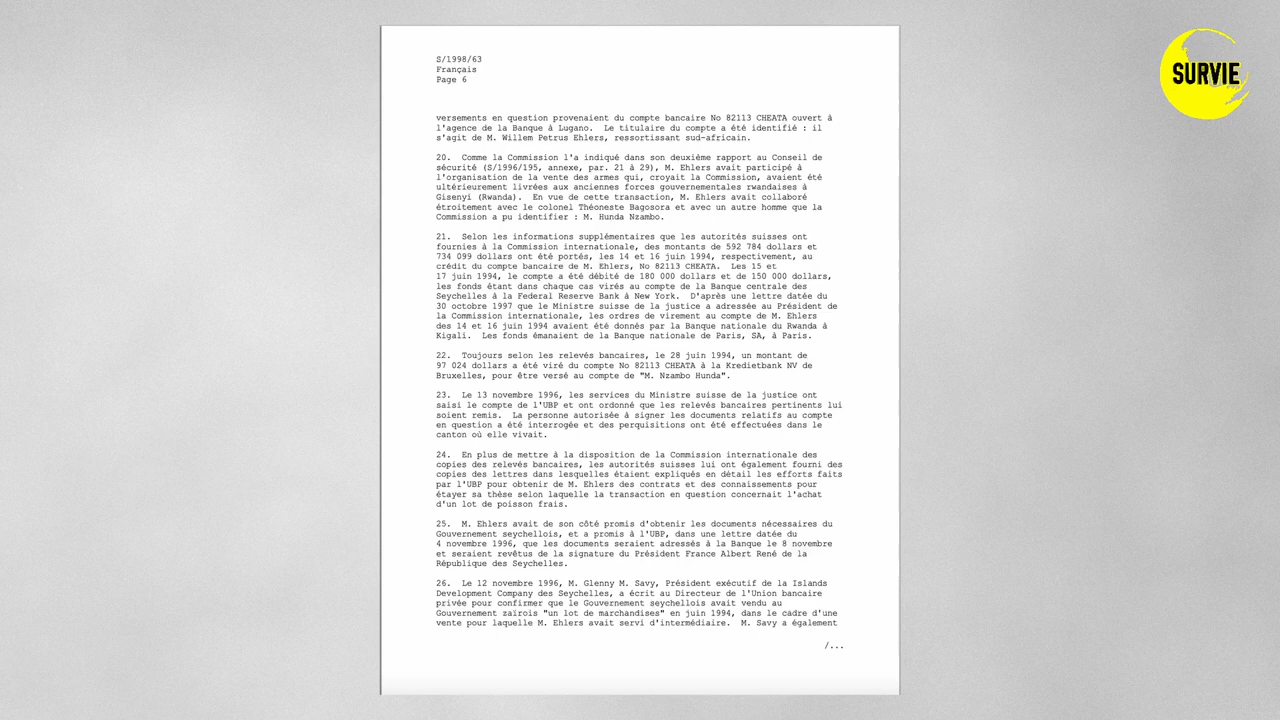 S/1998/63
Français
Page 6
SURVIE
versements en question provenaient du compte bancaire No 82113 CHEATA ouvert à
l'agence de la Banque à Lugano. Le titulaire du compte a été identifié : il
s'agit de M. Willem Petrus Ehlers, ressortissant sud-africain.
20. Comme la Commission l'a indiqué dans son deuxième rapport au Conseil de
sécurité (S/1996/195, annexe, par. 21 à 29), M. Ehlers avait participé à
l'organisation de la vente des armes qui, croyait la Commission, avaient été
ultérieurement livrées aux anciennes forces gouvernementales rwandaises à
Gisenyi (Rwanda). En vue de cette transaction, M. Ehlers avait collaboré
étroitement avec le colonel Théoneste Bagosora et avec un autre homme que la
Commission a pu identifier : M. Hunda Nzambo.
21. Selon les informations supplémentaires que les autorités suisses ont
fournies à la Commission internationale, des montants de 592 784 dollars et
734 099 dollars ont été portés, les 14 et 16 juin 1994, respectivement, au
crédit du compte bancaire de M. Ehlers, No 82113 CHEATA. Les 15 et
17 juin 1994, le compte a été débité de 180 000 dollars et de 150 000 dollars,
les fonds étant dans chaque cas virés au compte de la Banque centrale des
Seychelles à la Federal Reserve Bank à New York. D'après une lettre datée du
30 octobre 1997 que le Ministre suisse de la justice a adressée au Président de
la Commission internationale, les ordres de virement au compte de M. Ehlers
des 14 et 16 juin 1994 avaient été donnés par la Banque nationale du Rwanda à
Kigali. Les fonds émanaient de la Banque nationale de Paris, SA, à Paris.
22. Toujours selon les relevés bancaires, le 28 juin 1994, un montant de
97 024 dollars a été viré du compte No 82113 CHEATA à la Kredietbank NV de
Bruxelles, pour être versé au compte de "M. Nzambo Hunda".
23. Le 13 novembre 1996, les services du Ministre suisse de la justice ont
saisi le compte de l'UBP et ont ordonné que les relevés bancaires pertinents lui
soient remis. La personne autorisée à signer les documents relatifs au compte
en question a été interrogée et des perquisitions ont été effectuées dans le
canton où elle vivait.
24. En plus de mettre à la disposition de la Commission internationale des
copies des relevés bancaires, les autorités suisses lui ont également fourni des
copies des lettres dans lesquelles étaient expliqués en détail les efforts faits
par l'UBP pour obtenir de M. Ehlers des contrats et des connaissements pour
étayer sa thèse selon laquelle la transaction en question concernait l'achat
d'un lot de poisson frais.
25. M. Ehlers avait de son côté promis d'obtenir les documents nécessaires du
Gouvernement seychellois, et a promis à l'UBP, dans une lettre datée du
4 novembre 1996, que les documents seraient adressés à la Banque le 8 novembre
et seraient revêtus de la signature du Président France Albert René de la
République des Seychelles.
26. Le 12 novembre 1996, M. Glenny M. Savy, Président exécutif de la Islands
Development Company des Seychelles, a écrit au Directeur de l'Union bancaire
privée pour confirmer que le Gouvernement seychellois avait vendu au
Gouvernement zaïrois "un lot de marchandises" en juin 1994, dans le cadre d'une
vente pour laquelle M. Ehlers avait servi d'intermédiaire. M. Savy a également
/...